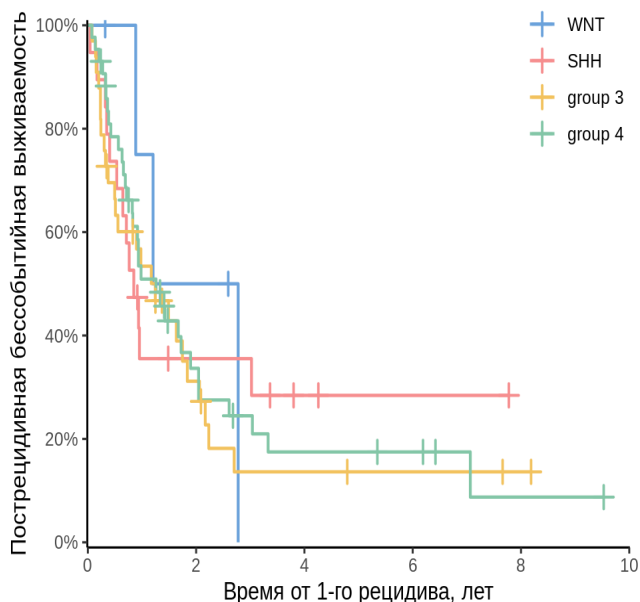 Пострецидивная бессобытийная выживаемость
100%
80%
60%
40%
20%
0%
0 2 4 6 8 10
Время от 1-го рецидива, лет
WNT
SHH
group 3
group 4